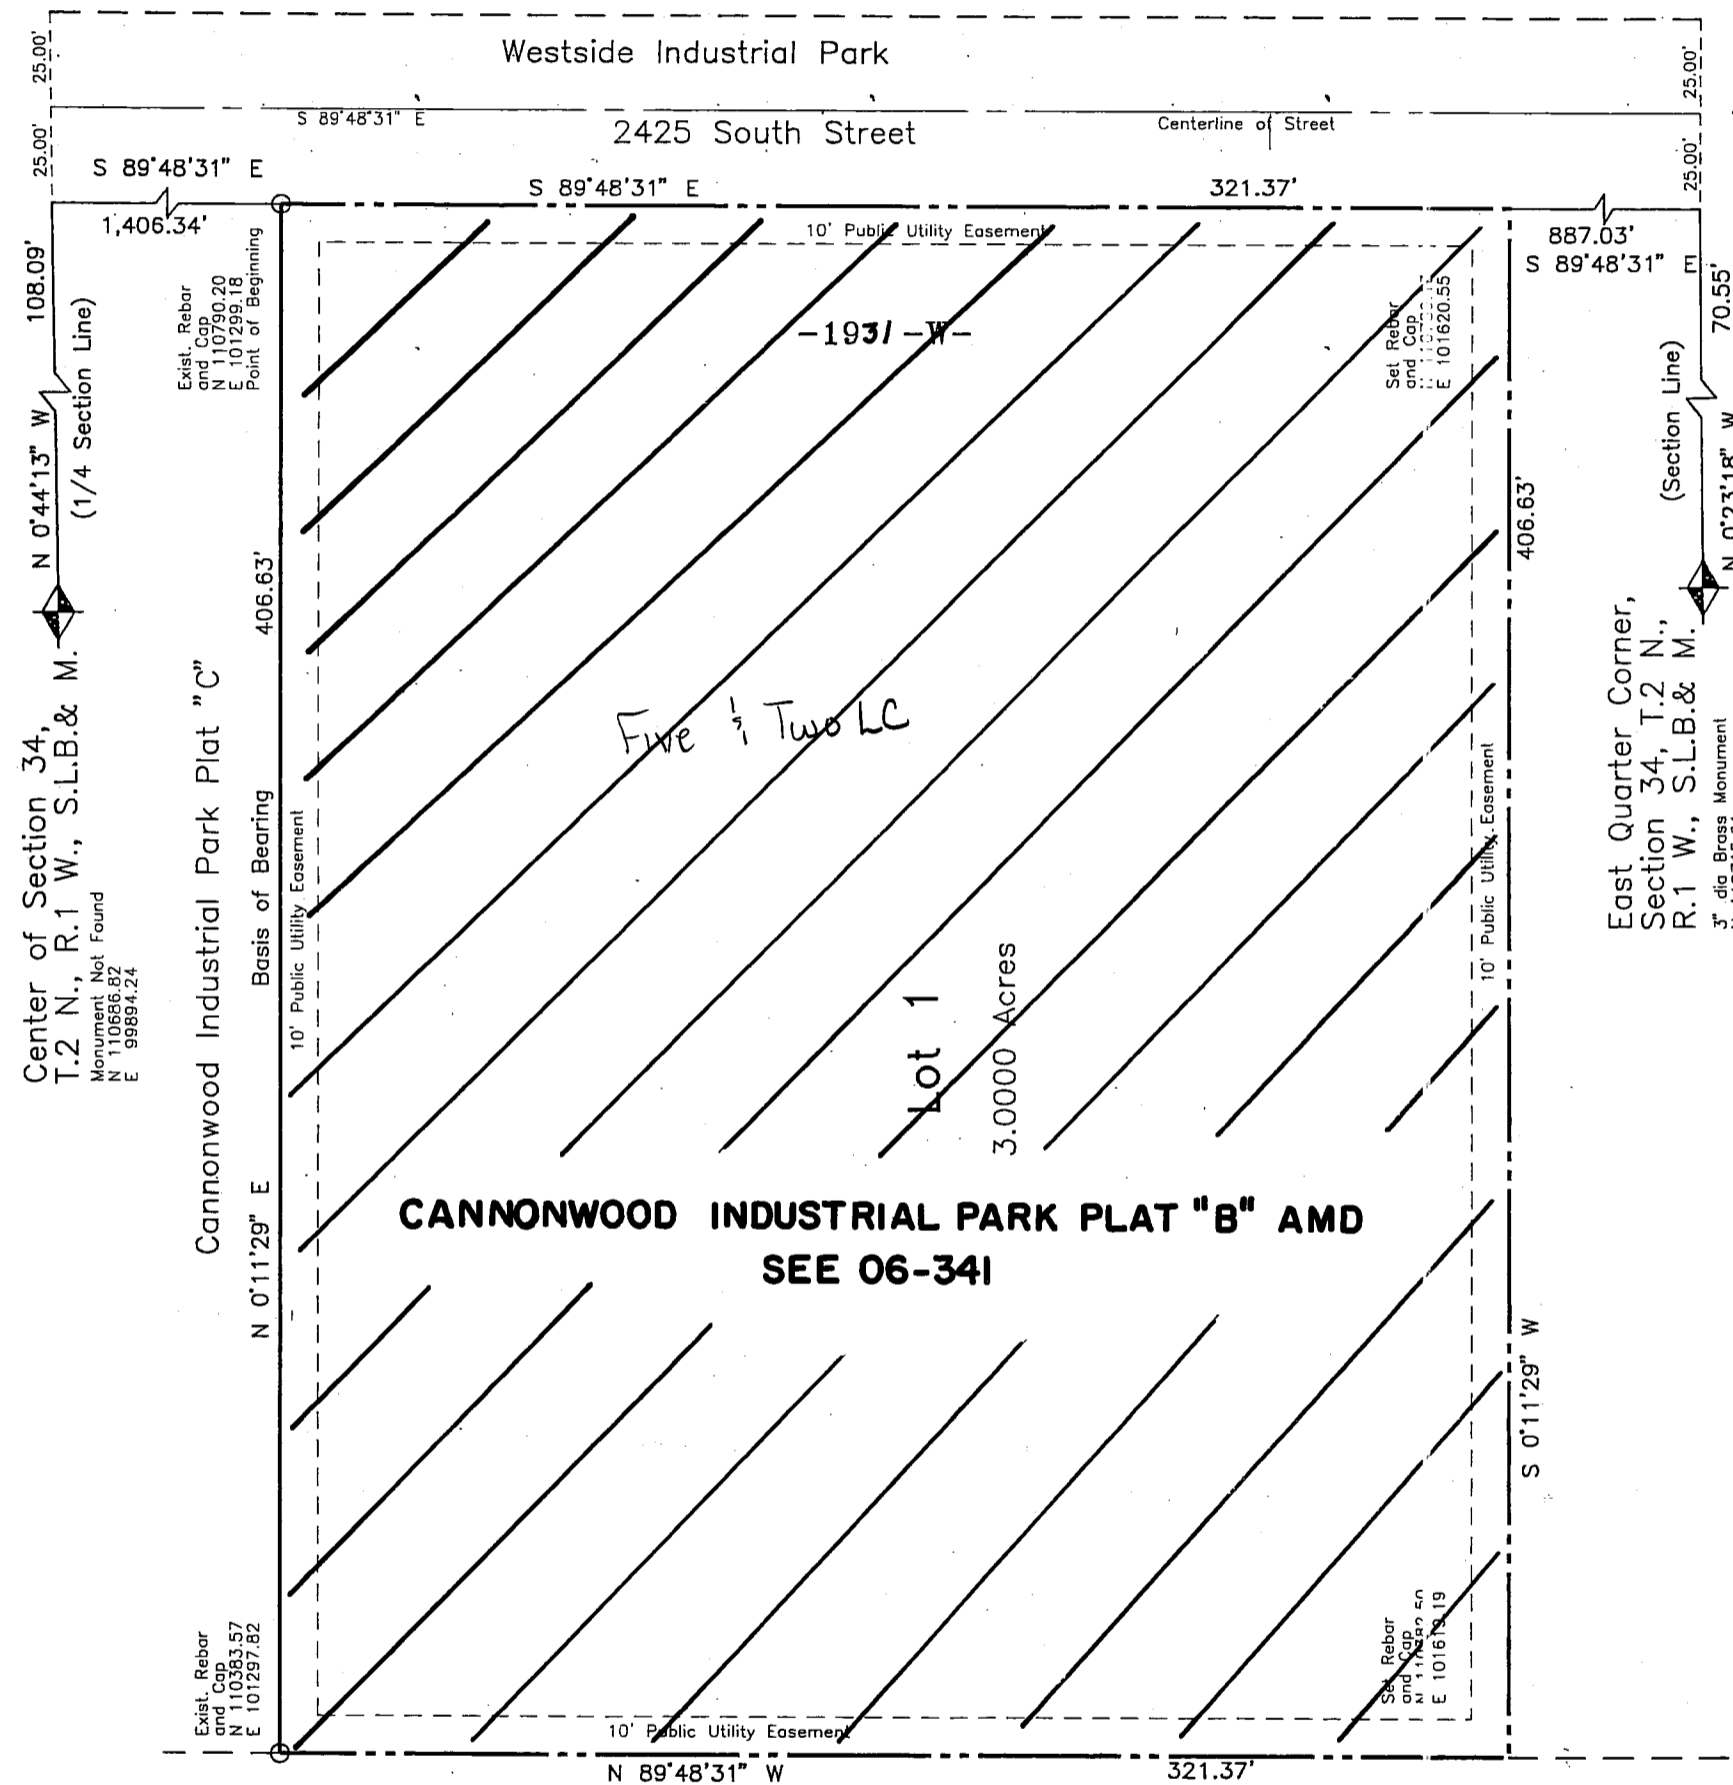 Westside Industrial Park
25.00'
25.00'
S 89°48'31" E
2425 South Street
Centerline of Street
25.00'
25.00'
S 89°48'31" E
1,406.34'
S 89°48'31" E
321.37'
887.03'
S 89°48'31" E
10' Public Utility Easement
108.09'
N 0°44'13" W
(1/4 Section Line)
Exist. Rebar
and Cap
N 110790.20
E 101299.18
Point of Beginning
-1931-W-
Set Rebar
and Cap
E 101620.55
70.55'
(Section Line)
N 0°23'18" W
406.63'
406.63'
Center of Section 34,
T.2 N., R.1 W., S.L.B.& M.
Monument Not Found
N 110686.82
E 99894.24
Cannonwood Industrial Park Plat "C"
Basis of Bearing
N 0°11'29" E
10' Public Utility Easement
Five & Two LC
Lot 1
3.0000 Acres
10' Public Utility Easement
East Quarter Corner,
Section 34, T.2 N.,
R.1 W., S.L.B.& M.
3" dia Brass Monument
CANNONWOOD INDUSTRIAL PARK PLAT "B" AMD
SEE 06-341
S 0°11'29" W
Exist. Rebar
and Cap
N 110383.57
E 101297.82
Set Rebar
and Cap
E 101619.19
10' Public Utility Easement
N 89°48'31" W
321.37'